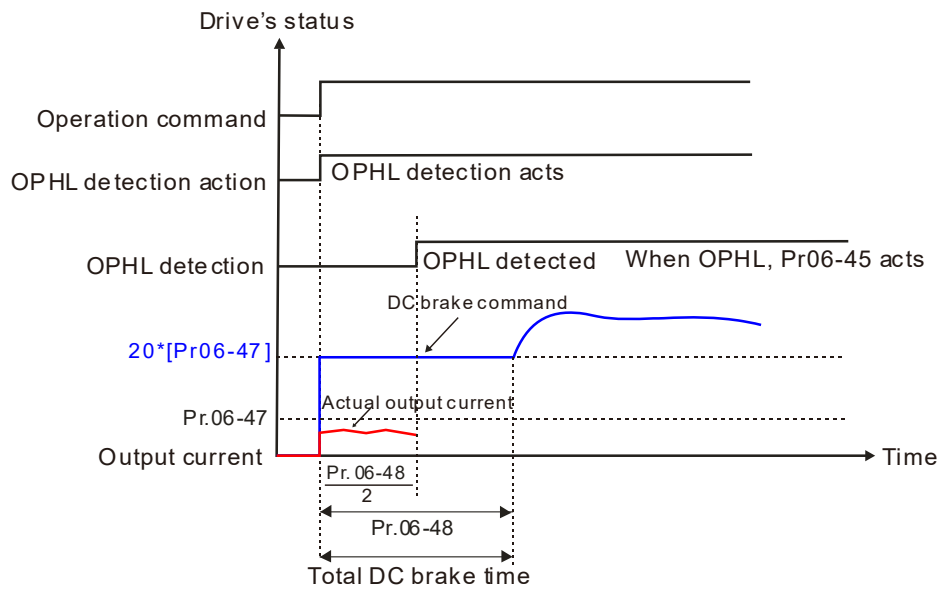 Drive's status
Operation command
OPHL detection action
OPHL detection acts
OPHL detection
OPHL detected
When OPHL, Pr06-45 acts
DC brake command
20*[Pr06-47]
Actual output current
Pr.06-47
Output current
Time
Pr. 06-48
2
Pr.06-48
Total DC brake time